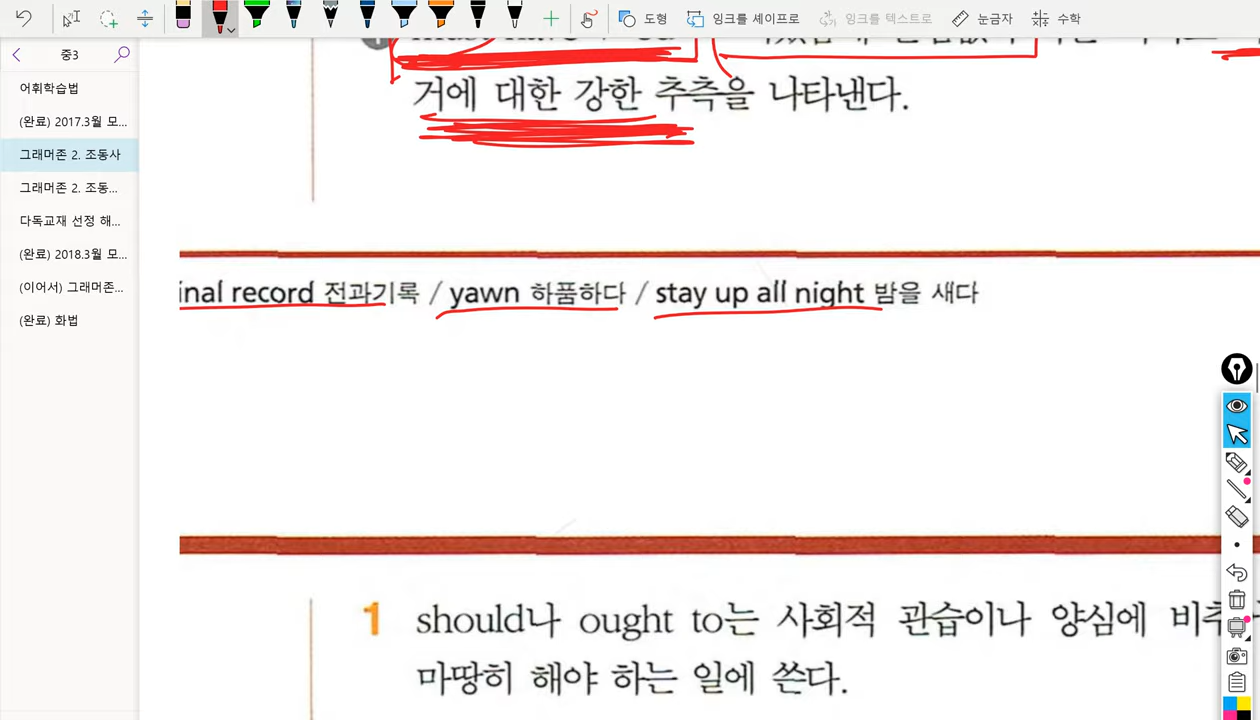 도형
잉크를 셰이프로
잉크를 텍스트로
눈금자
수학
중3
어휘학습법
(완료) 2017.3월 모...
그래머존 2. 조동사
그래머존 2. 조동...
다독교재 선정 해...
(완료) 2018.3월 모...
(이어서) 그래머존...
(완료) 화법
거에 대한 강한 추측을 나타낸다.
inal record 전과기록 / yawn 하품하다 / stay up all night 밤을 새다
1 should나 ought to는 사회적 관습이나 양심에 비추
마땅히 해야 하는 일에 쓴다.